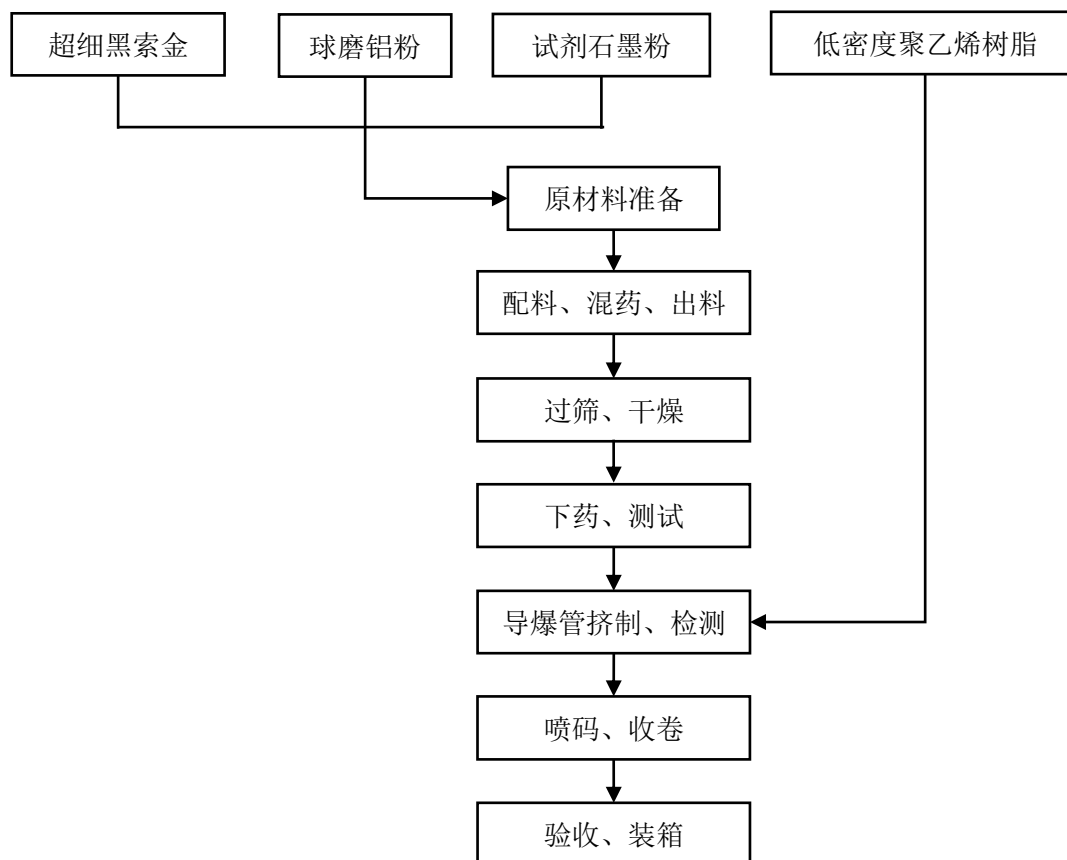 超细黑索金
球磨铝粉
试剂石墨粉
低密度聚乙烯树脂
原材料准备
配料、混药、出料
过筛、干燥
下药、测试
导爆管挤制、检测
喷码、收卷
验收、装箱